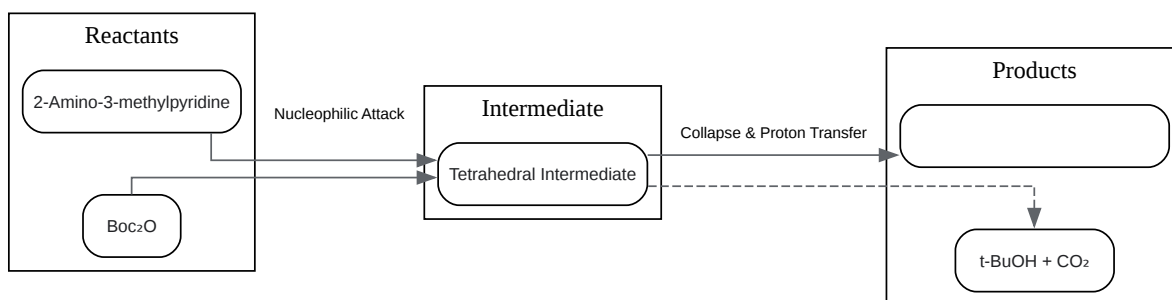 Reactants
2-Amino-3-methylpyridine
Boc₂O
Nucleophilic Attack
Intermediate
Tetrahedral Intermediate
Collapse & Proton Transfer
Products
t-BuOH + CO₂